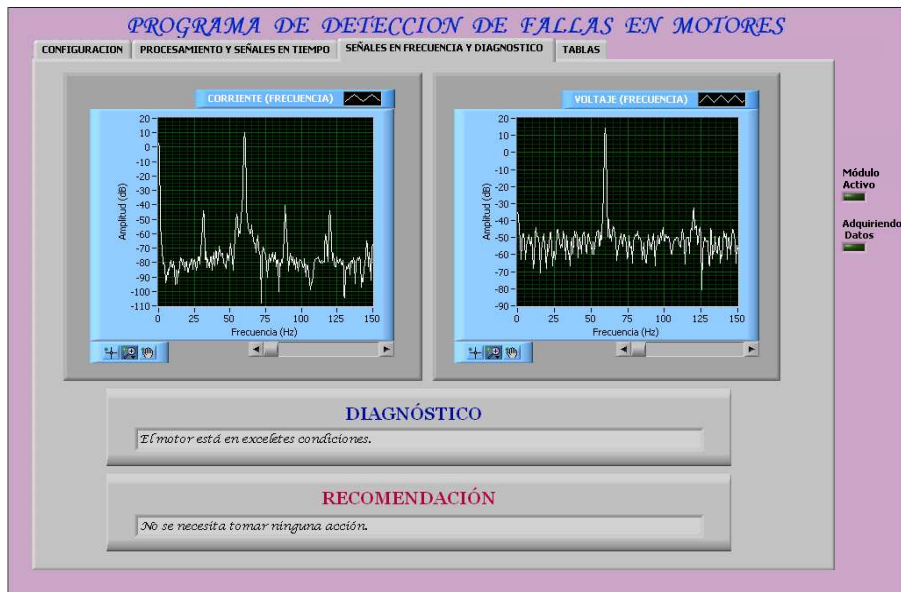 PROGRAMA DE DETECCION DE FALLAS EN MOTORES
CONFIGURACION
PROCESAMIENTO Y SEÑALES EN TIEMPO
SEÑALES EN FRECUENCIA Y DIAGNOSTICO
TABLAS
CORRIENTE (FRECUENCIA)
Amplitud (dB)
20
0
-10
-20
-30
-40
-50
-60
-70
-80
-90
-100
-110
0 25 50 75 100 125 150
Frecuencia (Hz)
VOLTAJE (FRECUENCIA)
Amplitud (dB)
20
0
-10
-20
-30
-40
-50
-60
-70
-80
-90
0 25 50 75 100 125 150
Frecuencia (Hz)
Módulo
Activo
Adquiriendo
Datos
DIAGNÓSTICO
El motor está en exceletes condiciones.
RECOMENDACIÓN
No se necesita tomar ninguna acción.